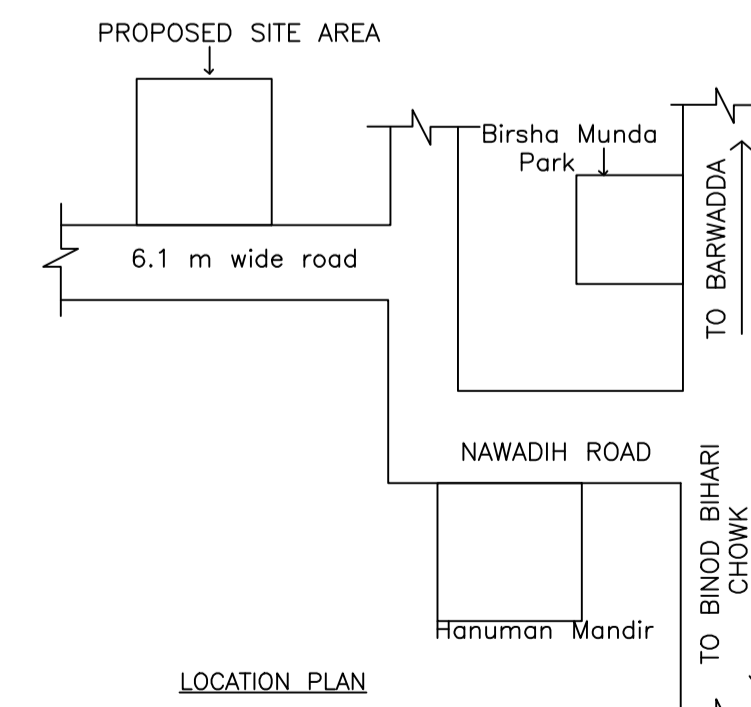 PROPOSED SITE AREA
Birsha Munda
Park
TO BARWADDA
6.1 m wide road
NAWADIH ROAD
TO BINOD BIHARI
CHOWK
Hanuman Mandir
LOCATION PLAN